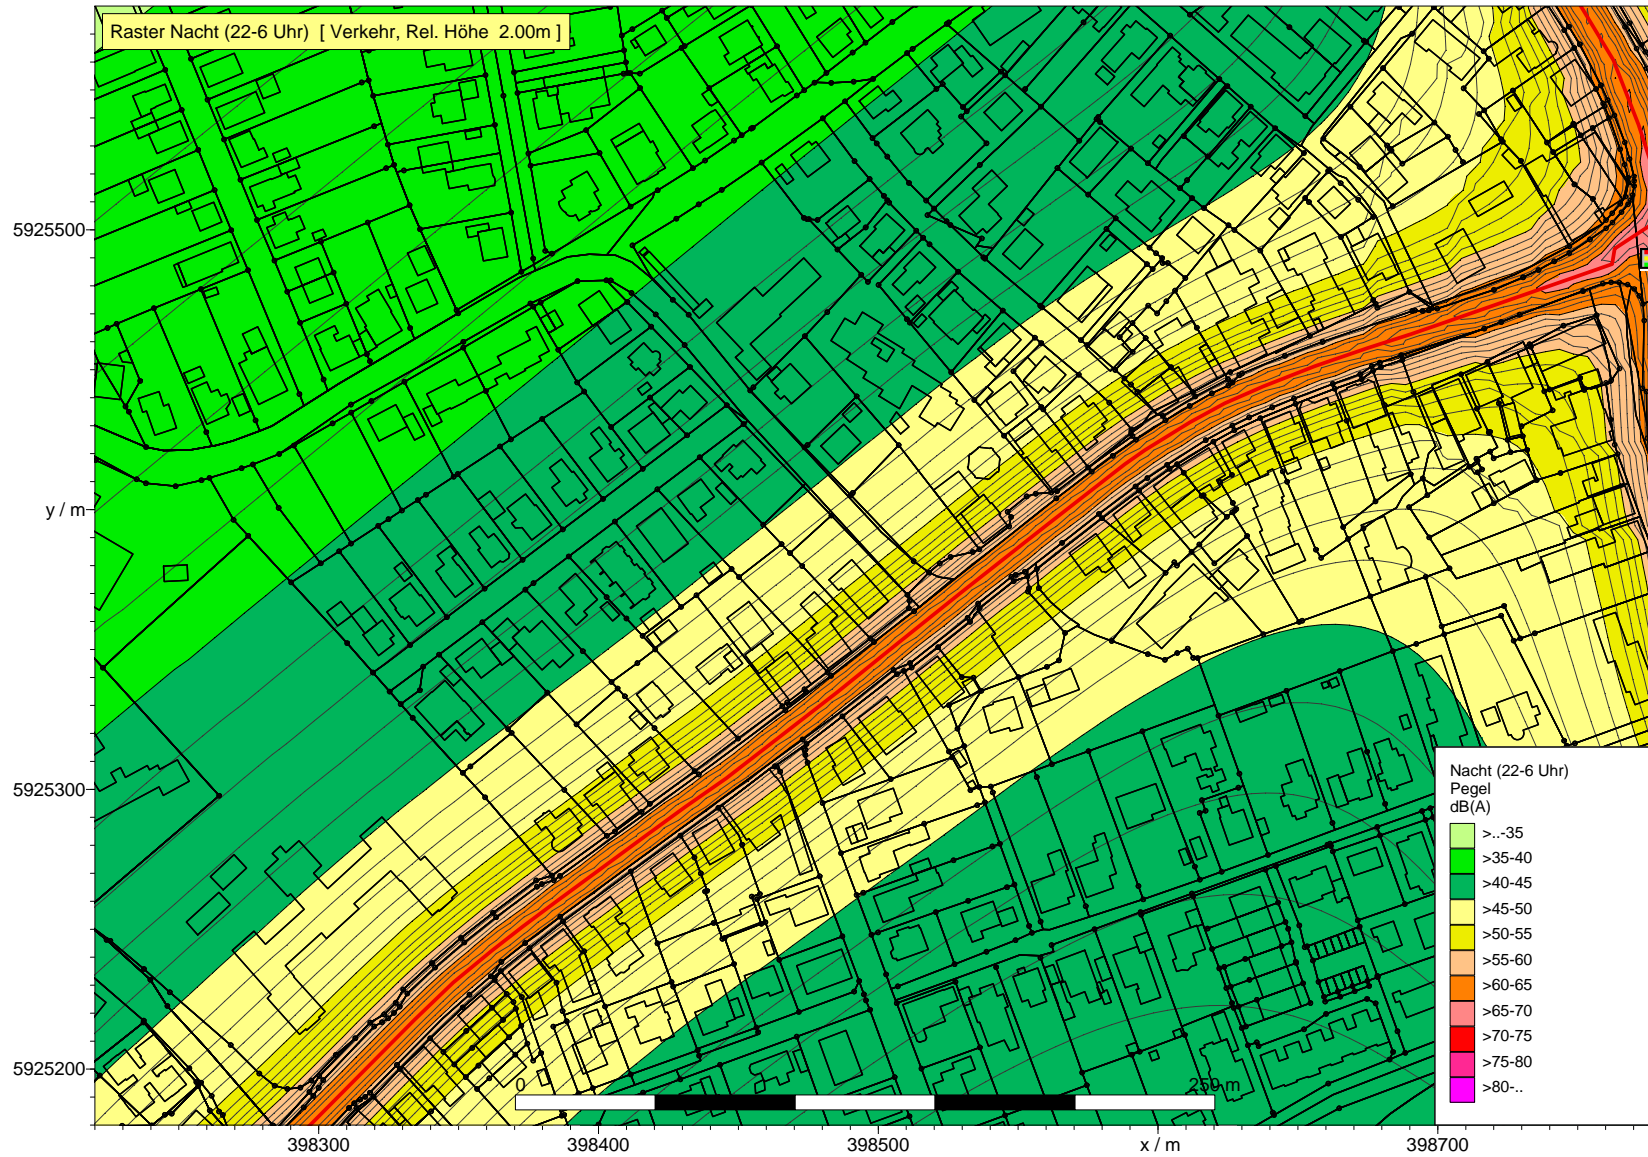 Raster Nacht (22-6 Uhr) [ Verkehr, Rel. Höhe 2.00m ]
5925500
y / m
5925300
5925200
Nacht (22-6 Uhr)
Pegel
dB(A)
>..-35
>35-40
>40-45
>45-50
>50-55
>55-60
>60-65
>65-70
>70-75
>75-80
>80-..
0
250 m
398300
398400
398500
x / m
398700